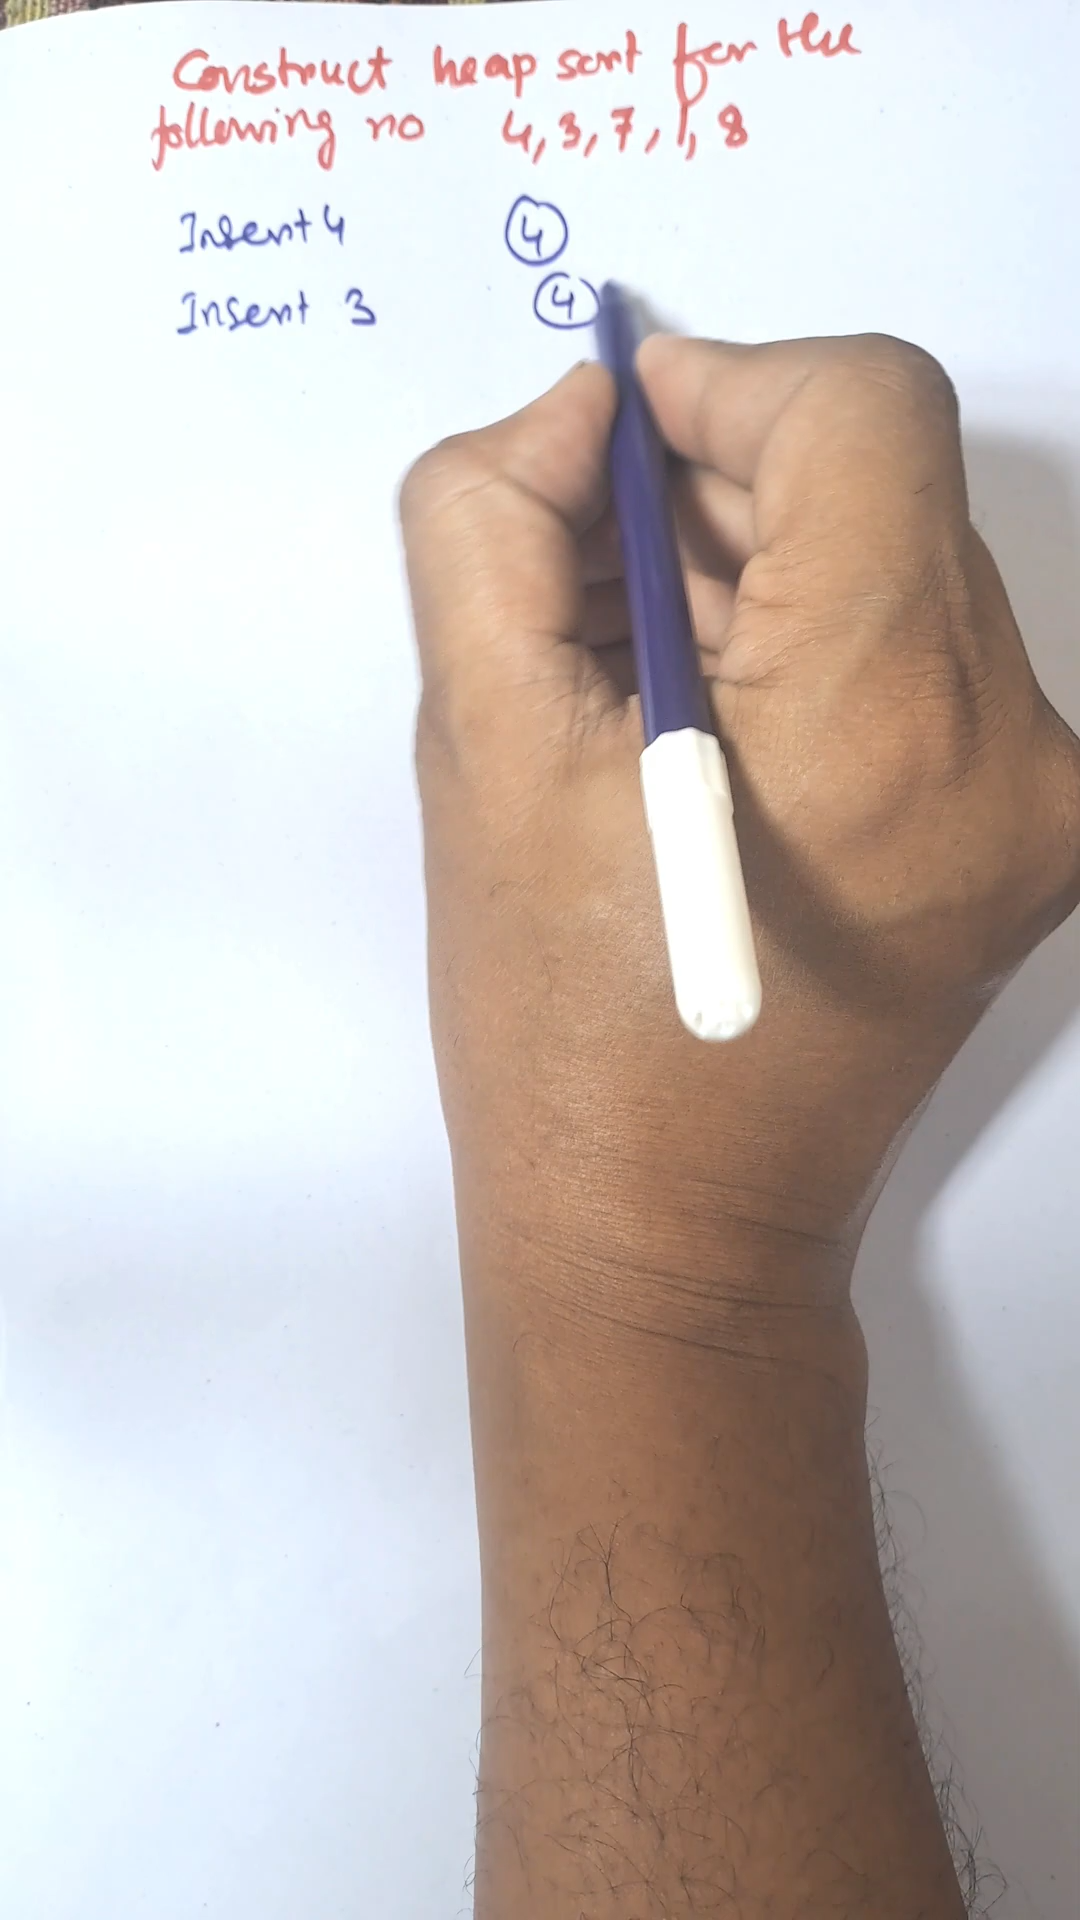 Construct heap sort for the
following no 4, 3, 7, 1, 8
Insert 4 4
Insert 3 4